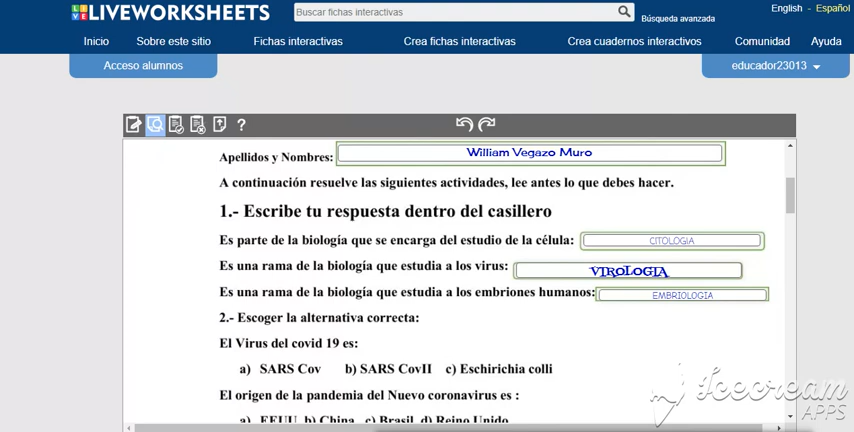 LIVEWORKSHEETS
Buscar fichas interactivas
Búsqueda avanzada
English - Español
Inicio Sobre este sitio Fichas interactivas Crea fichas interactivas Crea cuadernos interactivos Comunidad Ayuda
Acceso alumnos
educador23013
?
Apellidos y Nombres: William Vegazo Muro
A continuación resuelve las siguientes actividades, lee antes lo que debes hacer.
1.- Escribe tu respuesta dentro del casillero
Es parte de la biología que se encarga del estudio de la célula: CITOLOGIA
Es una rama de la biología que estudia a los virus: VIROLOGIA
Es una rama de la biología que estudia a los embriones humanos: EMBRIOLOGIA
2.- Escoger la alternativa correcta:
El Virus del covid 19 es:
a) SARS Cov b) SARS CovII c) Eschirichia colli
El origen de la pandemia del Nuevo coronavirus es :
a) EEUU b) China c) Brasil d) Reino Unido
Icecream
APPS